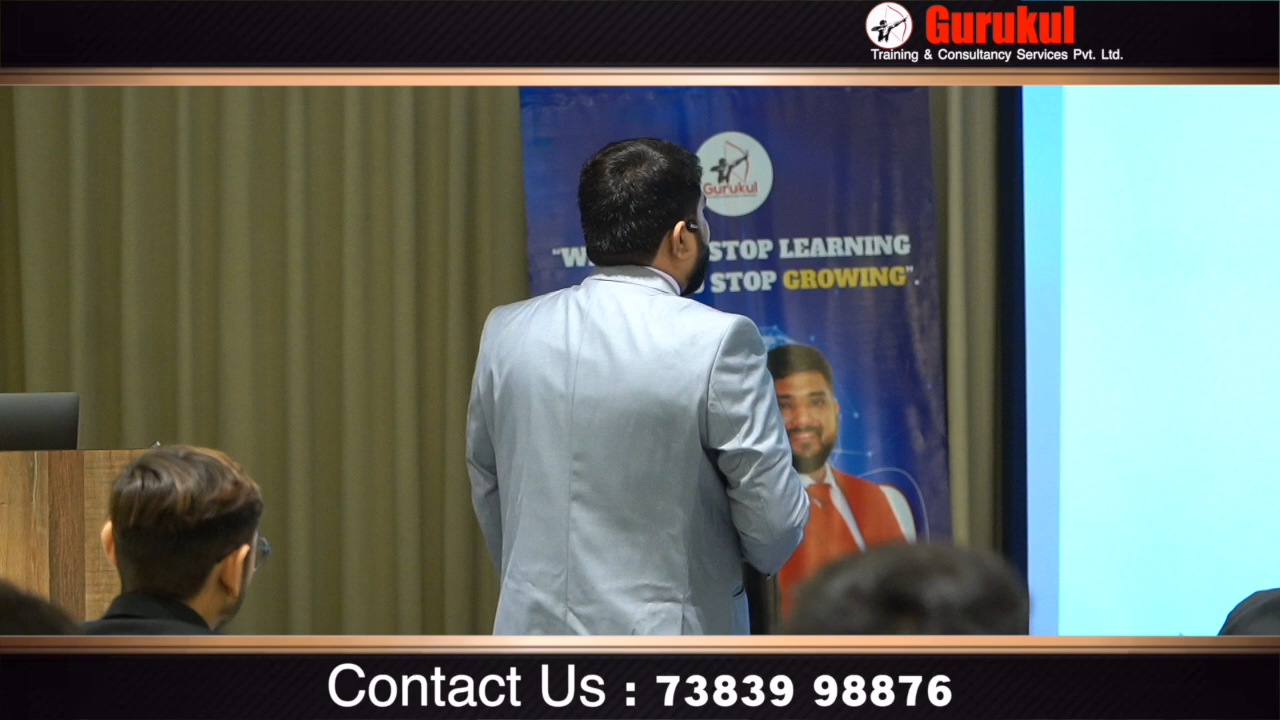 Gurukul
Training & Consultancy Services Pvt. Ltd.
Gurukul
STOP LEARNING
STOP GROWING".
Contact Us : 73839 98876